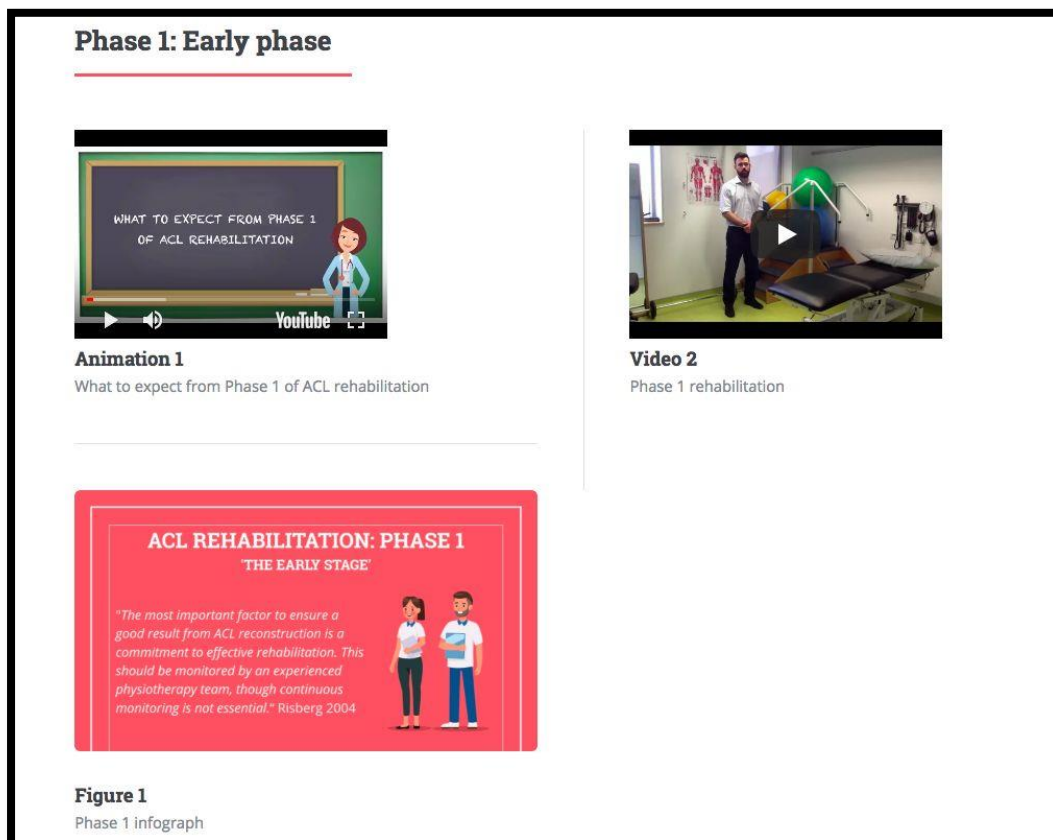 Phase 1: Early phase
WHAT TO EXPECT FROM PHASE 1
OF ACL REHABILITATION
YouTube
Animation 1
What to expect from Phase 1 of ACL rehabilitation
Video 2
Phase 1 rehabilitation
ACL REHABILITATION: PHASE 1
'THE EARLY STAGE'
"The most important factor to ensure a
good result from ACL reconstruction is a
commitment to effective rehabilitation. This
should be monitored by an experienced
physiotherapy team, though continuous
monitoring is not essential." Risberg 2004
Figure 1
Phase 1 infograph